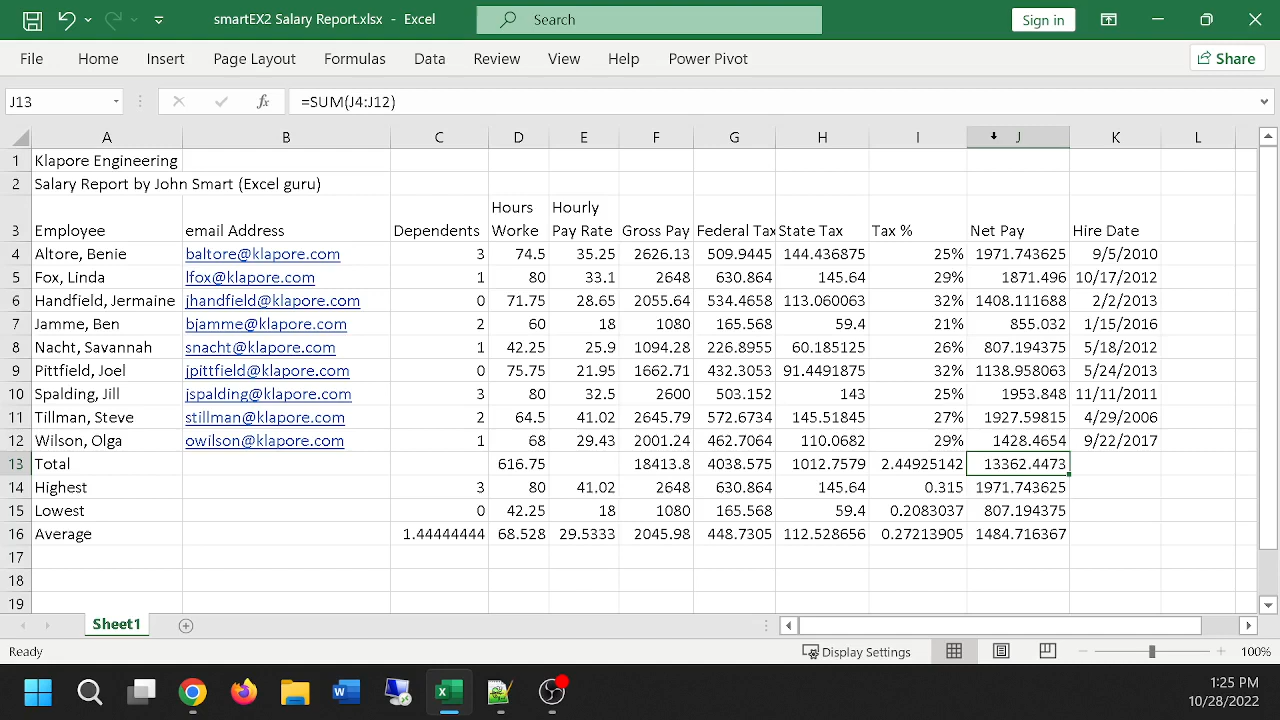 smartEX2 Salary Report.xlsx - Excel
Search
Sign in
File Home Insert Page Layout Formulas Data Review View Help Power Pivot
Share
J13 fx =SUM(J4:J12)
A B C D E F G H I J K L
1 Klapore Engineering
2 Salary Report by John Smart (Excel guru)
Hours Hourly
3 Employee email Address Dependents Worke Pay Rate Gross Pay Federal Tax State Tax Tax % Net Pay Hire Date
4 Altore, Benie baltore@klapore.com 3 74.5 35.25 2626.13 509.9445 144.436875 25% 1971.743625 9/5/2010
5 Fox, Linda lfox@klapore.com 1 80 33.1 2648 630.864 145.64 29% 1871.496 10/17/2012
6 Handfield, Jermaine jhandfield@klapore.com 0 71.75 28.65 2055.64 534.4658 113.060063 32% 1408.111688 2/2/2013
7 Jamme, Ben bjamme@klapore.com 2 60 18 1080 165.568 59.4 21% 855.032 1/15/2016
8 Nacht, Savannah snacht@klapore.com 1 42.25 25.9 1094.28 226.8955 60.185125 26% 807.194375 5/18/2012
9 Pittfield, Joel jpittfield@klapore.com 0 75.75 21.95 1662.71 432.3053 91.4491875 32% 1138.958063 5/24/2013
10 Spalding, Jill jspalding@klapore.com 3 80 32.5 2600 503.152 143 25% 1953.848 11/11/2011
11 Tillman, Steve stillman@klapore.com 2 64.5 41.02 2645.79 572.6734 145.51845 27% 1927.59815 4/29/2006
12 Wilson, Olga owilson@klapore.com 1 68 29.43 2001.24 462.7064 110.0682 29% 1428.4654 9/22/2017
13 Total 616.75 18413.8 4038.575 1012.7579 2.44925142 13362.4473
14 Highest 3 80 41.02 2648 630.864 145.64 0.315 1971.743625
15 Lowest 0 42.25 18 1080 165.568 59.4 0.2083037 807.194375
16 Average 1.44444444 68.528 29.5333 2045.98 448.7305 112.528656 0.27213905 1484.716367
17
18
19
Sheet1
Ready Display Settings 100%
1:25 PM
10/28/2022